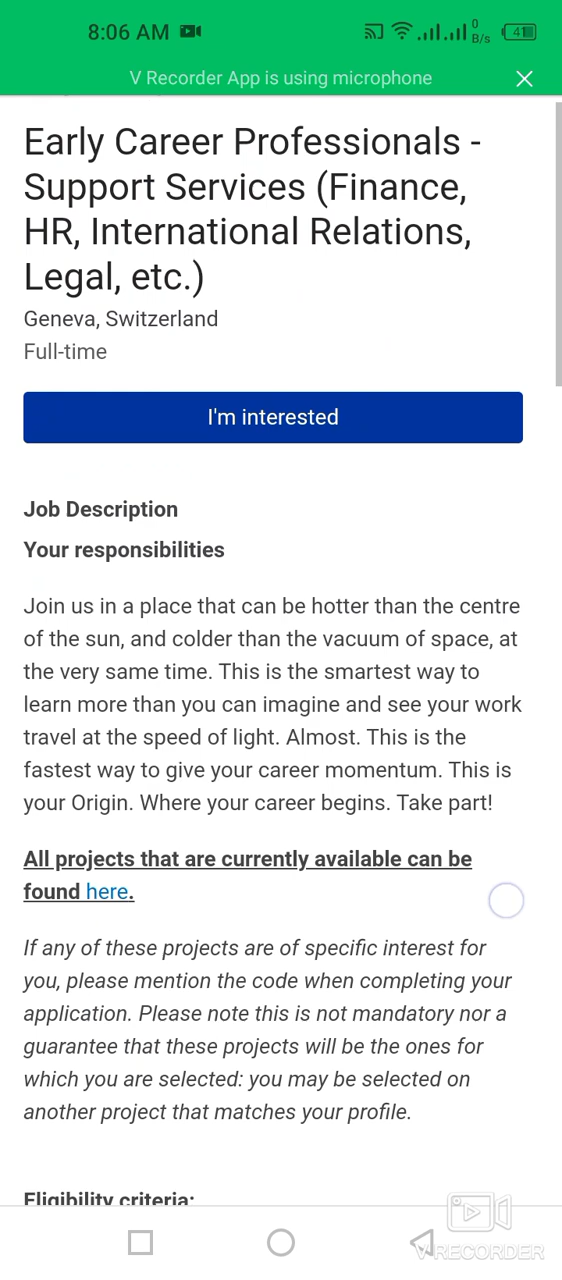 8:06 AM
0
B/s
41
V Recorder App is using microphone
Early Career Professionals -
Support Services (Finance,
HR, International Relations,
Legal, etc.)
Geneva, Switzerland
Full-time
I'm interested
Job Description
Your responsibilities
Join us in a place that can be hotter than the centre
of the sun, and colder than the vacuum of space, at
the very same time. This is the smartest way to
learn more than you can imagine and see your work
travel at the speed of light. Almost. This is the
fastest way to give your career momentum. This is
your Origin. Where your career begins. Take part!
All projects that are currently available can be
found here.
If any of these projects are of specific interest for
you, please mention the code when completing your
application. Please note this is not mandatory nor a
guarantee that these projects will be the ones for
which you are selected: you may be selected on
another project that matches your profile.
Eligibility criteria:
V RECORDER